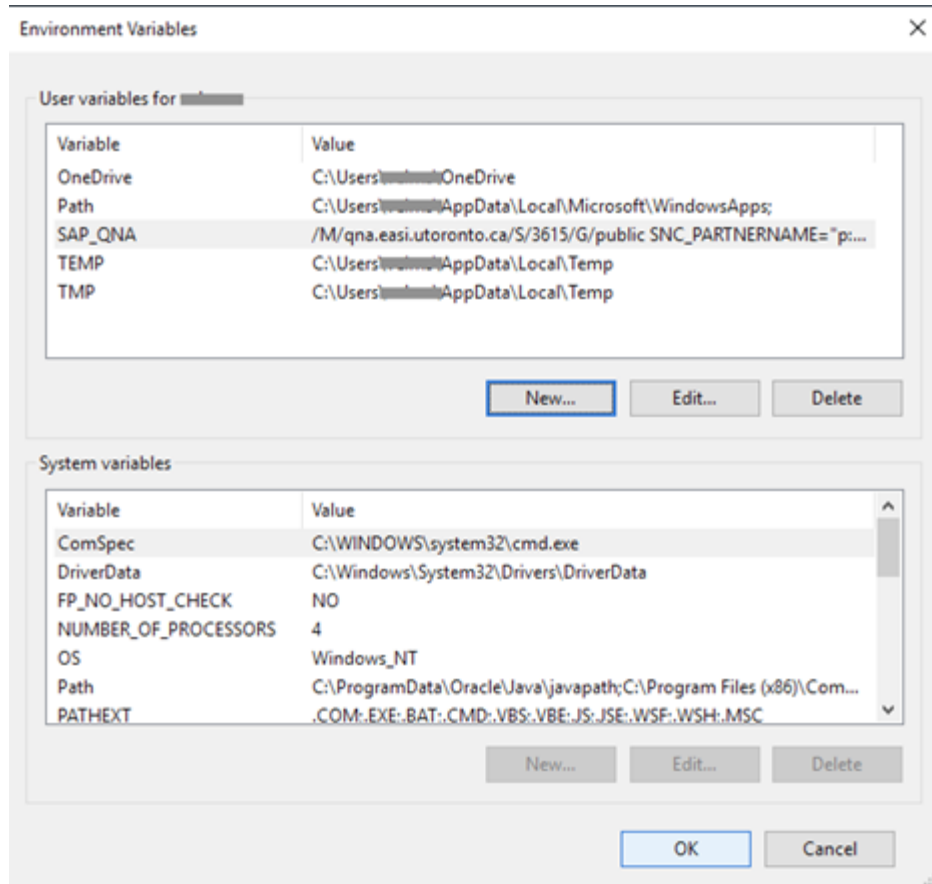 Environment Variables
User variables for
Variable Value
OneDrive C:\Users\ OneDrive
Path C:\Users\ AppData\Local\Microsoft\WindowsApps;
SAP_QNA /M/qna.easi.utoronto.ca/S/3615/G/public SNC_PARTNERNAME="p:...
TEMP C:\Users\ AppData\Local\Temp
TMP C:\Users\ AppData\Local\Temp
New... Edit... Delete
System variables
Variable Value
ComSpec C:\WINDOWS\system32\cmd.exe
DriverData C:\Windows\System32\Drivers\DriverData
FP_NO_HOST_CHECK NO
NUMBER_OF_PROCESSORS 4
OS Windows_NT
Path C:\ProgramData\Oracle\Java\javapath;C:\Program Files (x86)\Com...
PATHEXT .COM;.EXE;.BAT;.CMD;.VBS;.VBE;.JS;.JSE;.WSF;.WSH;.MSC
New... Edit... Delete
OK Cancel